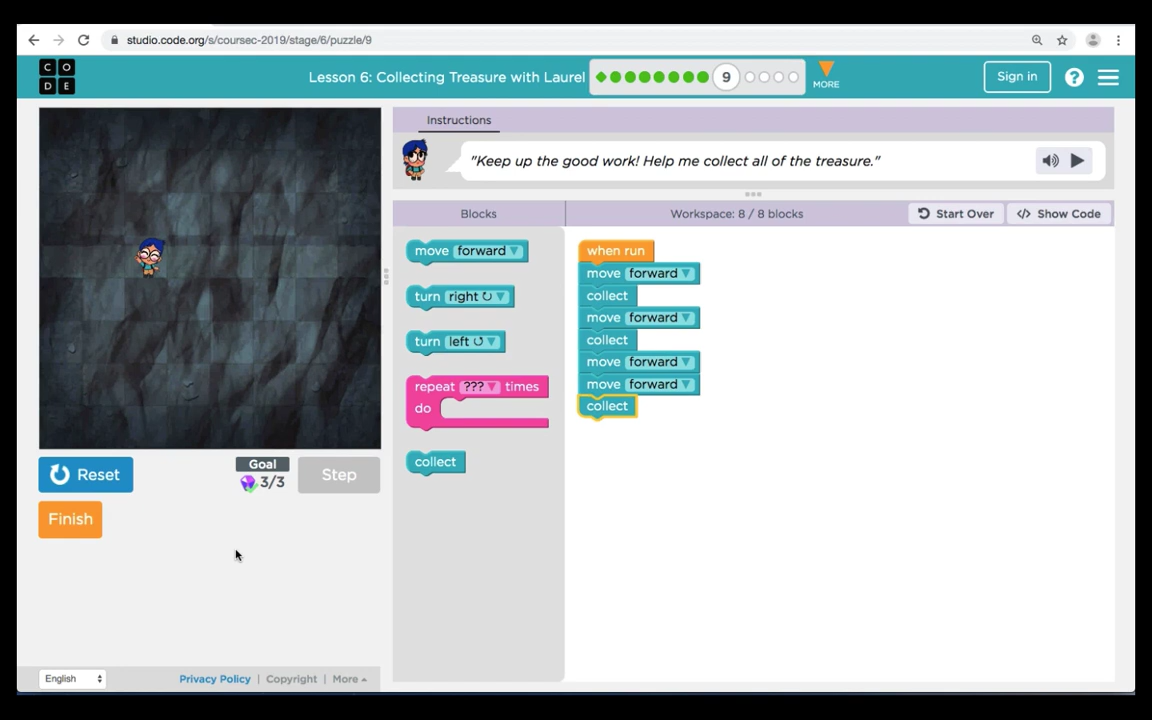 studio.code.org/s/coursec-2019/stage/6/puzzle/9
C O
D E
Lesson 6: Collecting Treasure with Laurel
9
MORE
Sign in
?
Instructions
"Keep up the good work! Help me collect all of the treasure."
Blocks
Workspace: 8 / 8 blocks
Start Over
</> Show Code
move forward
turn right
turn left
repeat ??? times
do
collect
when run
move forward
collect
move forward
collect
move forward
move forward
collect
Reset
Goal
3/3
Step
Finish
English
Privacy Policy | Copyright | More